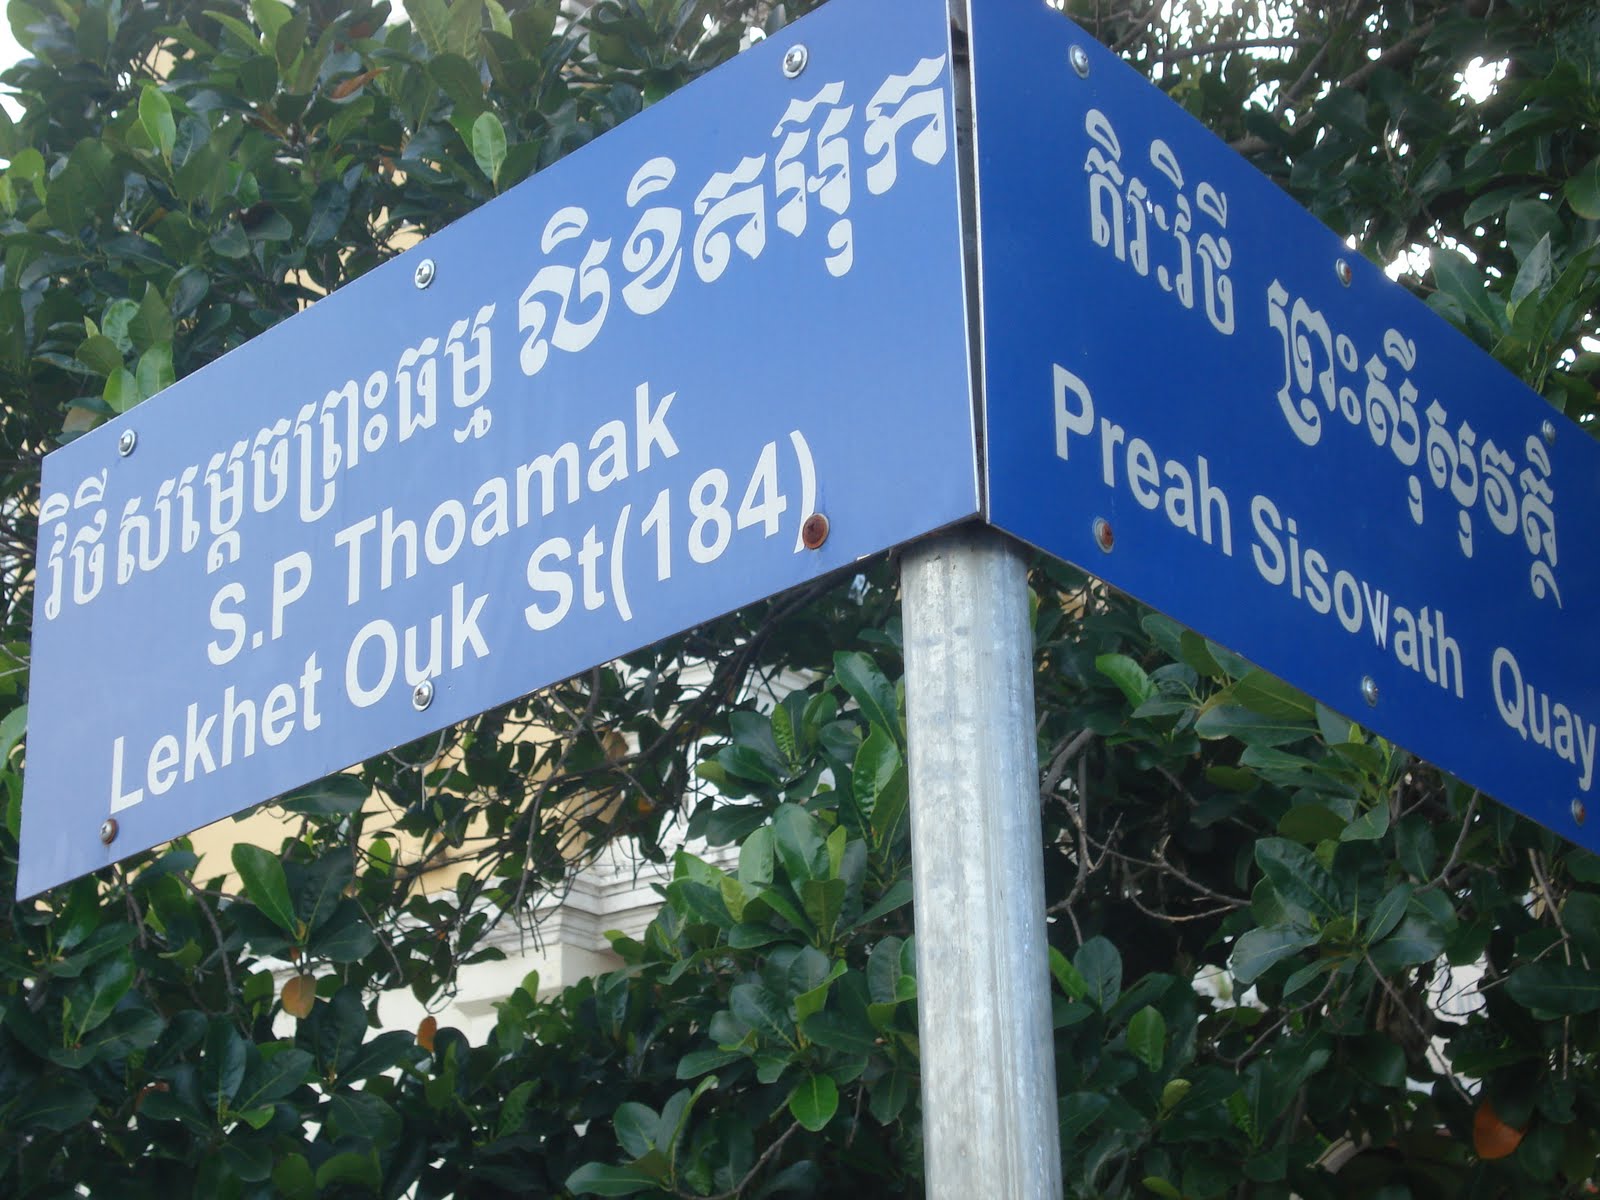 វិថីសម្ដេចព្រះធម្ម លិខិតអ៊ុក
S.P Thoamak
Lekhet Ouk St(184)
តិរៈវិថី ព្រះស៊ីសុវត្ថិ
Preah Sisowath Quay